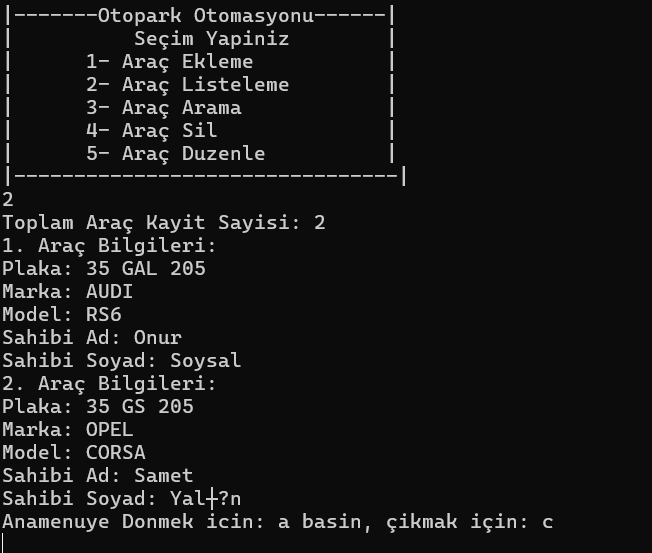 |-------Otopark Otomasyonu------|
|          Seçim Yapiniz        |
|      1- Araç Ekleme           |
|      2- Araç Listeleme        |
|      3- Araç Arama            |
|      4- Araç Sil              |
|      5- Araç Duzenle          |
|--------------------------------|
2
Toplam Araç Kayit Sayisi: 2
1. Araç Bilgileri:
Plaka: 35 GAL 205
Marka: AUDI
Model: RS6
Sahibi Ad: Onur
Sahibi Soyad: Soysal
2. Araç Bilgileri:
Plaka: 35 GS 205
Marka: OPEL
Model: CORSA
Sahibi Ad: Samet
Sahibi Soyad: Yal┼?n
Anamenuye Donmek icin: a basin, çikmak için: c